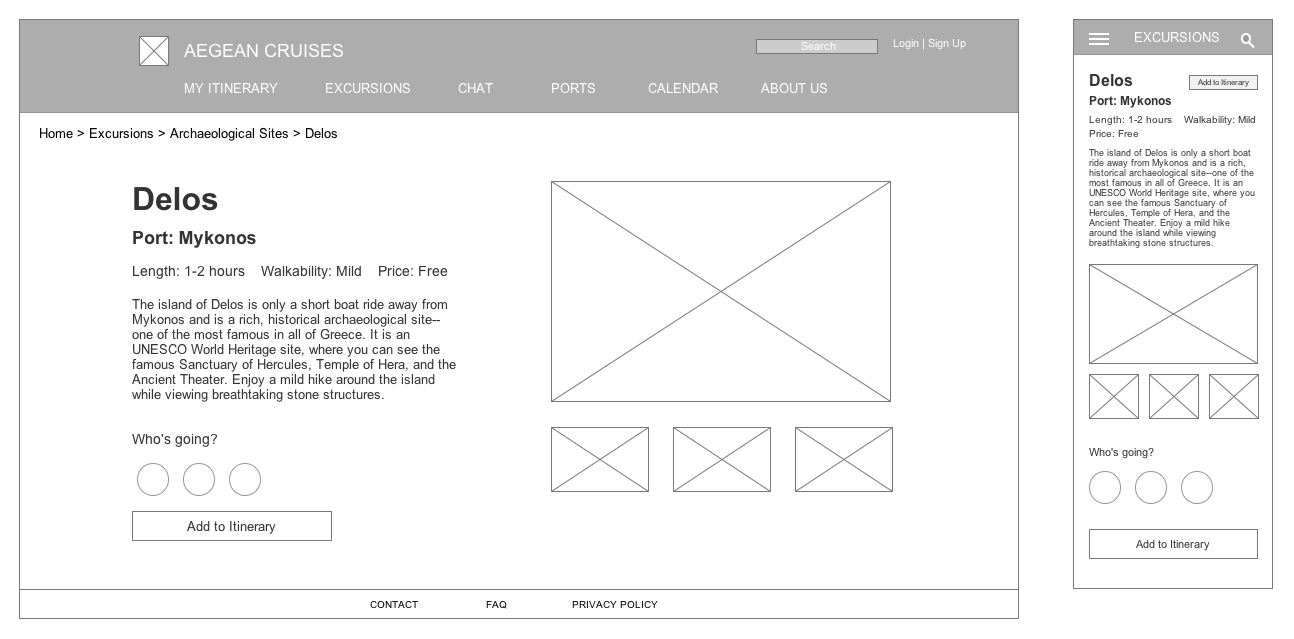 AEGEAN CRUISES
Search
Login | Sign Up
MY ITINERARY EXCURSIONS CHAT PORTS CALENDAR ABOUT US
Home > Excursions > Archaeological Sites > Delos
Delos
Port: Mykonos
Length: 1-2 hours Walkability: Mild Price: Free
The island of Delos is only a short boat ride away from
Mykonos and is a rich, historical archaeological site--
one of the most famous in all of Greece. It is an
UNESCO World Heritage site, where you can see the
famous Sanctuary of Hercules, Temple of Hera, and the
Ancient Theater. Enjoy a mild hike around the island
while viewing breathtaking stone structures.
Who's going?
Add to Itinerary
CONTACT FAQ PRIVACY POLICY
EXCURSIONS
Delos
Add to Itinerary
Port: Mykonos
Length: 1-2 hours Walkability: Mild
Price: Free
The island of Delos is only a short boat
ride away from Mykonos and is a rich,
historical archaeological site--one of the
most famous in all of Greece. It is an
UNESCO World Heritage site, where you
can see the famous Sanctuary of
Hercules, Temple of Hera, and the
Ancient Theater. Enjoy a mild hike
around the island while viewing
breathtaking stone structures.
Who's going?
Add to Itinerary